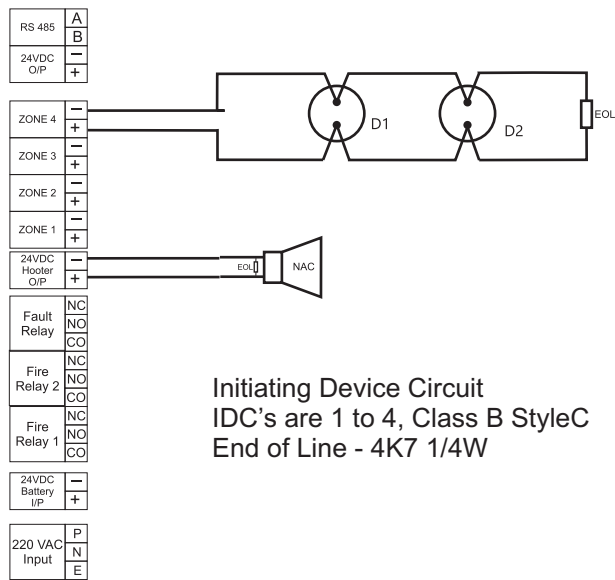 RS 485
A
B
24VDC
O/P
−
+
ZONE 4
−
+
ZONE 3
−
+
ZONE 2
−
+
ZONE 1
−
+
24VDC
Hooter
O/P
−
+
Fault
Relay
NC
NO
CO
Fire
Relay 2
NC
NO
CO
Fire
Relay 1
NC
NO
CO
24VDC
Battery
I/P
−
+
220 VAC
Input
P
N
E
D1
D2
EOL
EOL
NAC
Initiating Device Circuit
IDC's are 1 to 4, Class B StyleC
End of Line - 4K7 1/4W